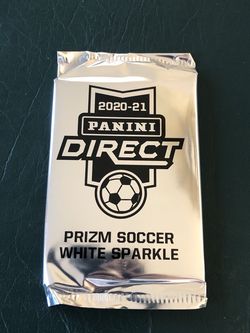 2020-21
PANINI
DIRECT
PRIZM SOCCER
WHITE SPARKLE